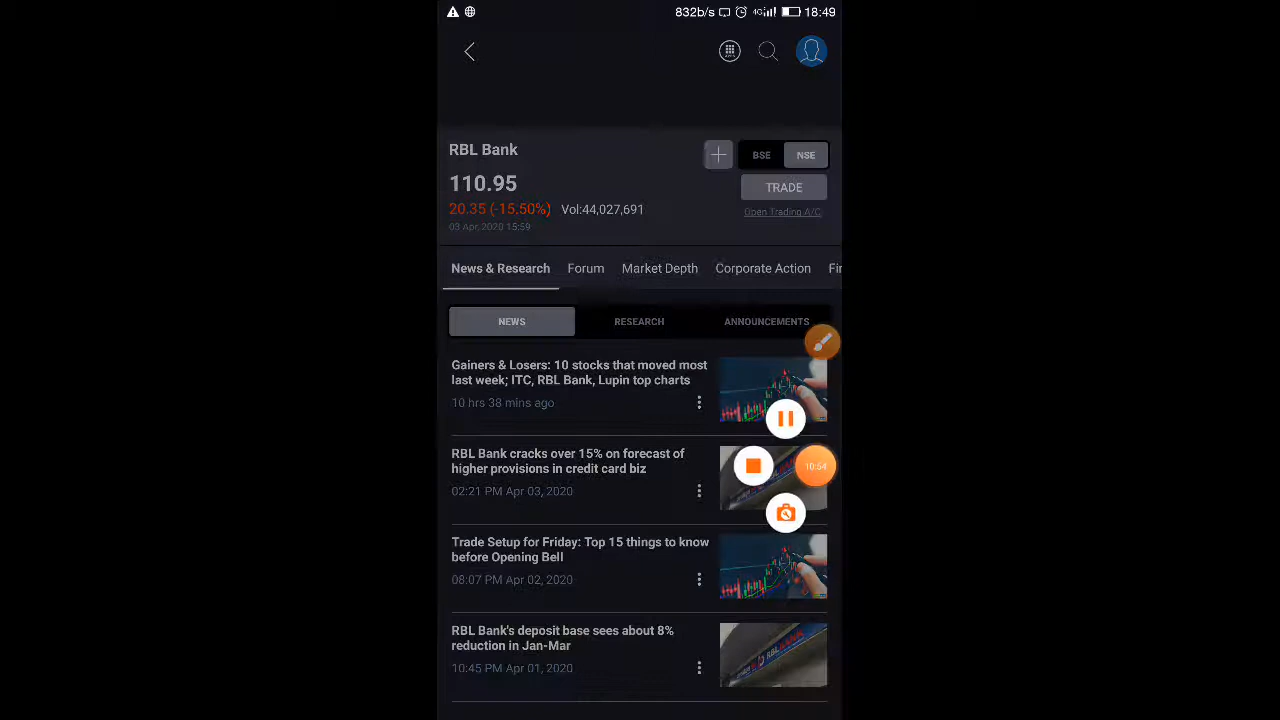 832b/s 4G 18:49
RBL Bank
BSE NSE
110.95
TRADE
20.35 (-15.50%) Vol:44,027,691
Open Trading A/C
03 Apr, 2020 15:59
News & Research Forum Market Depth Corporate Action Fi
NEWS RESEARCH ANNOUNCEMENTS
Gainers & Losers: 10 stocks that moved most
last week; ITC, RBL Bank, Lupin top charts
10 hrs 38 mins ago
RBL Bank cracks over 15% on forecast of
higher provisions in credit card biz
10:54
02:21 PM Apr 03, 2020
Trade Setup for Friday: Top 15 things to know
before Opening Bell
08:07 PM Apr 02, 2020
RBL Bank's deposit base sees about 8%
reduction in Jan-Mar
RBL BANK
10:45 PM Apr 01, 2020